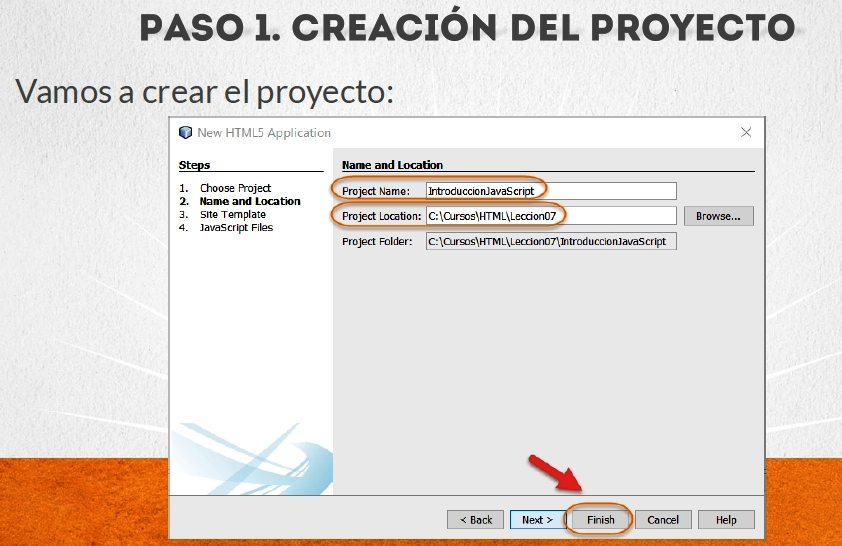 PASO 1. CREACIÓN DEL PROYECTO
Vamos a crear el proyecto:
New HTML5 Application
Steps
1. Choose Project
2. Name and Location
3. Site Template
4. JavaScript Files
Name and Location
Project Name: IntroduccionJavaScript
Project Location: C:\Cursos\HTML\Leccion07 Browse...
Project Folder: C:\Cursos\HTML\Leccion07\IntroduccionJavaScript
< Back Next > Finish Cancel Help